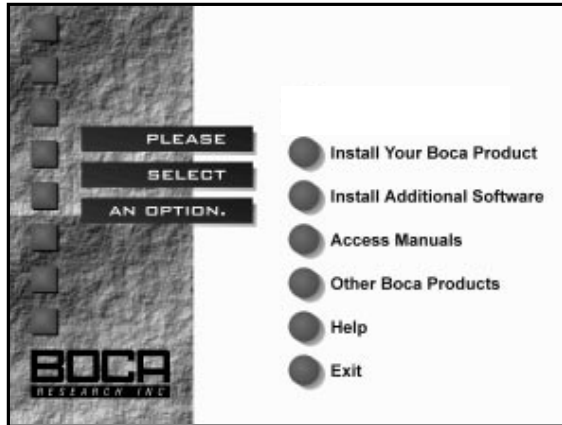 PLEASE
SELECT
AN OPTION.
Install Your Boca Product
Install Additional Software
Access Manuals
Other Boca Products
Help
Exit
BOCA
RESEARCH INC